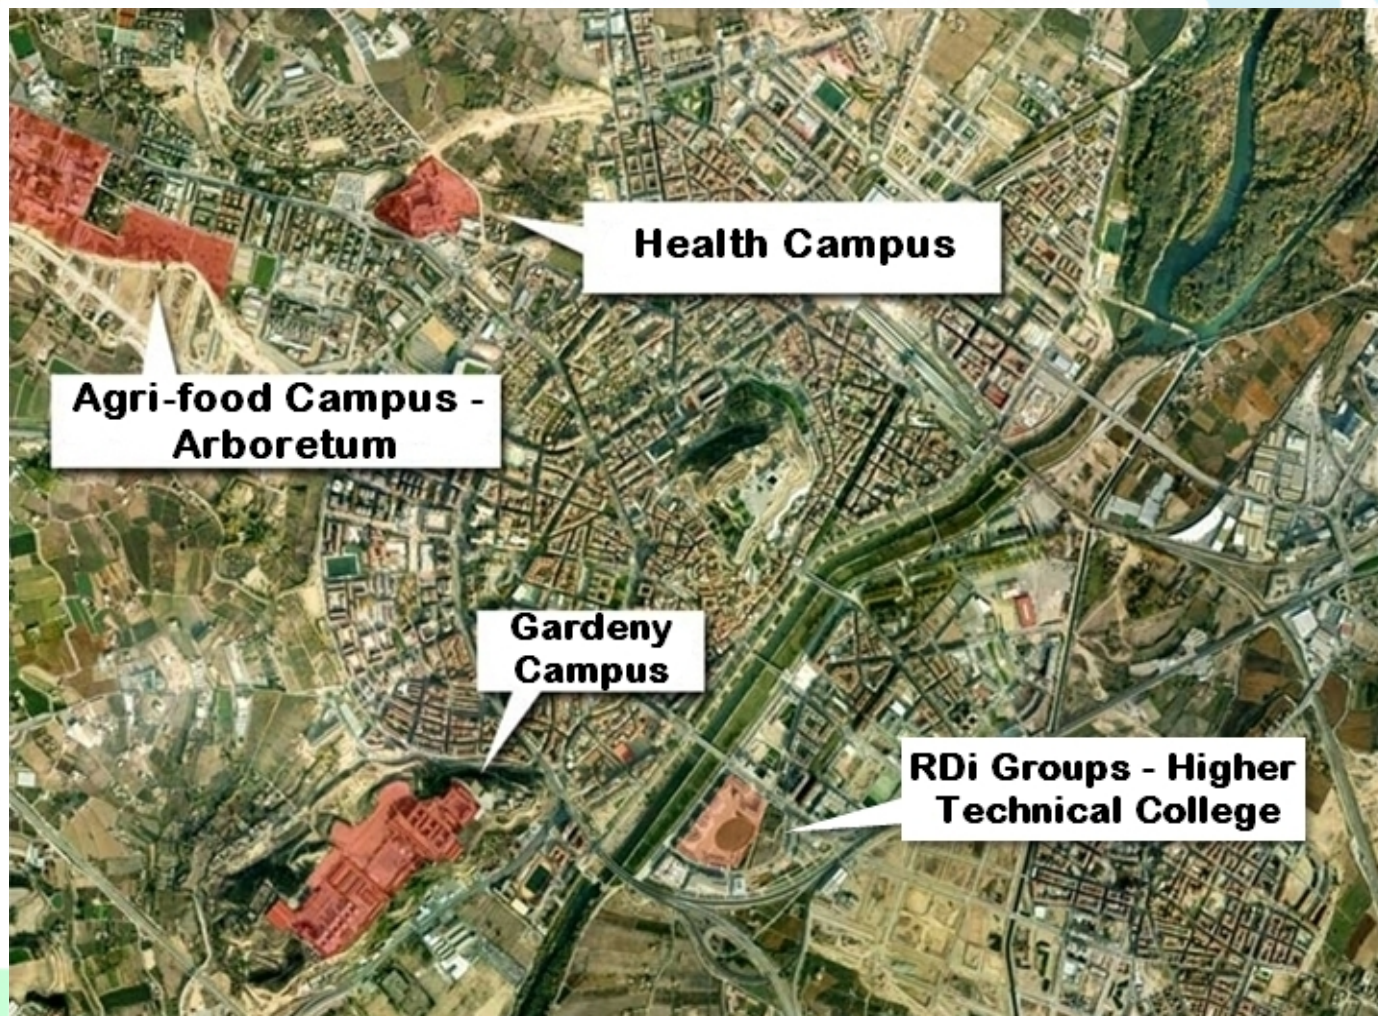 Health Campus
Agri-food Campus -
Arboretum
Gardeny
Campus
RDi Groups - Higher
Technical College